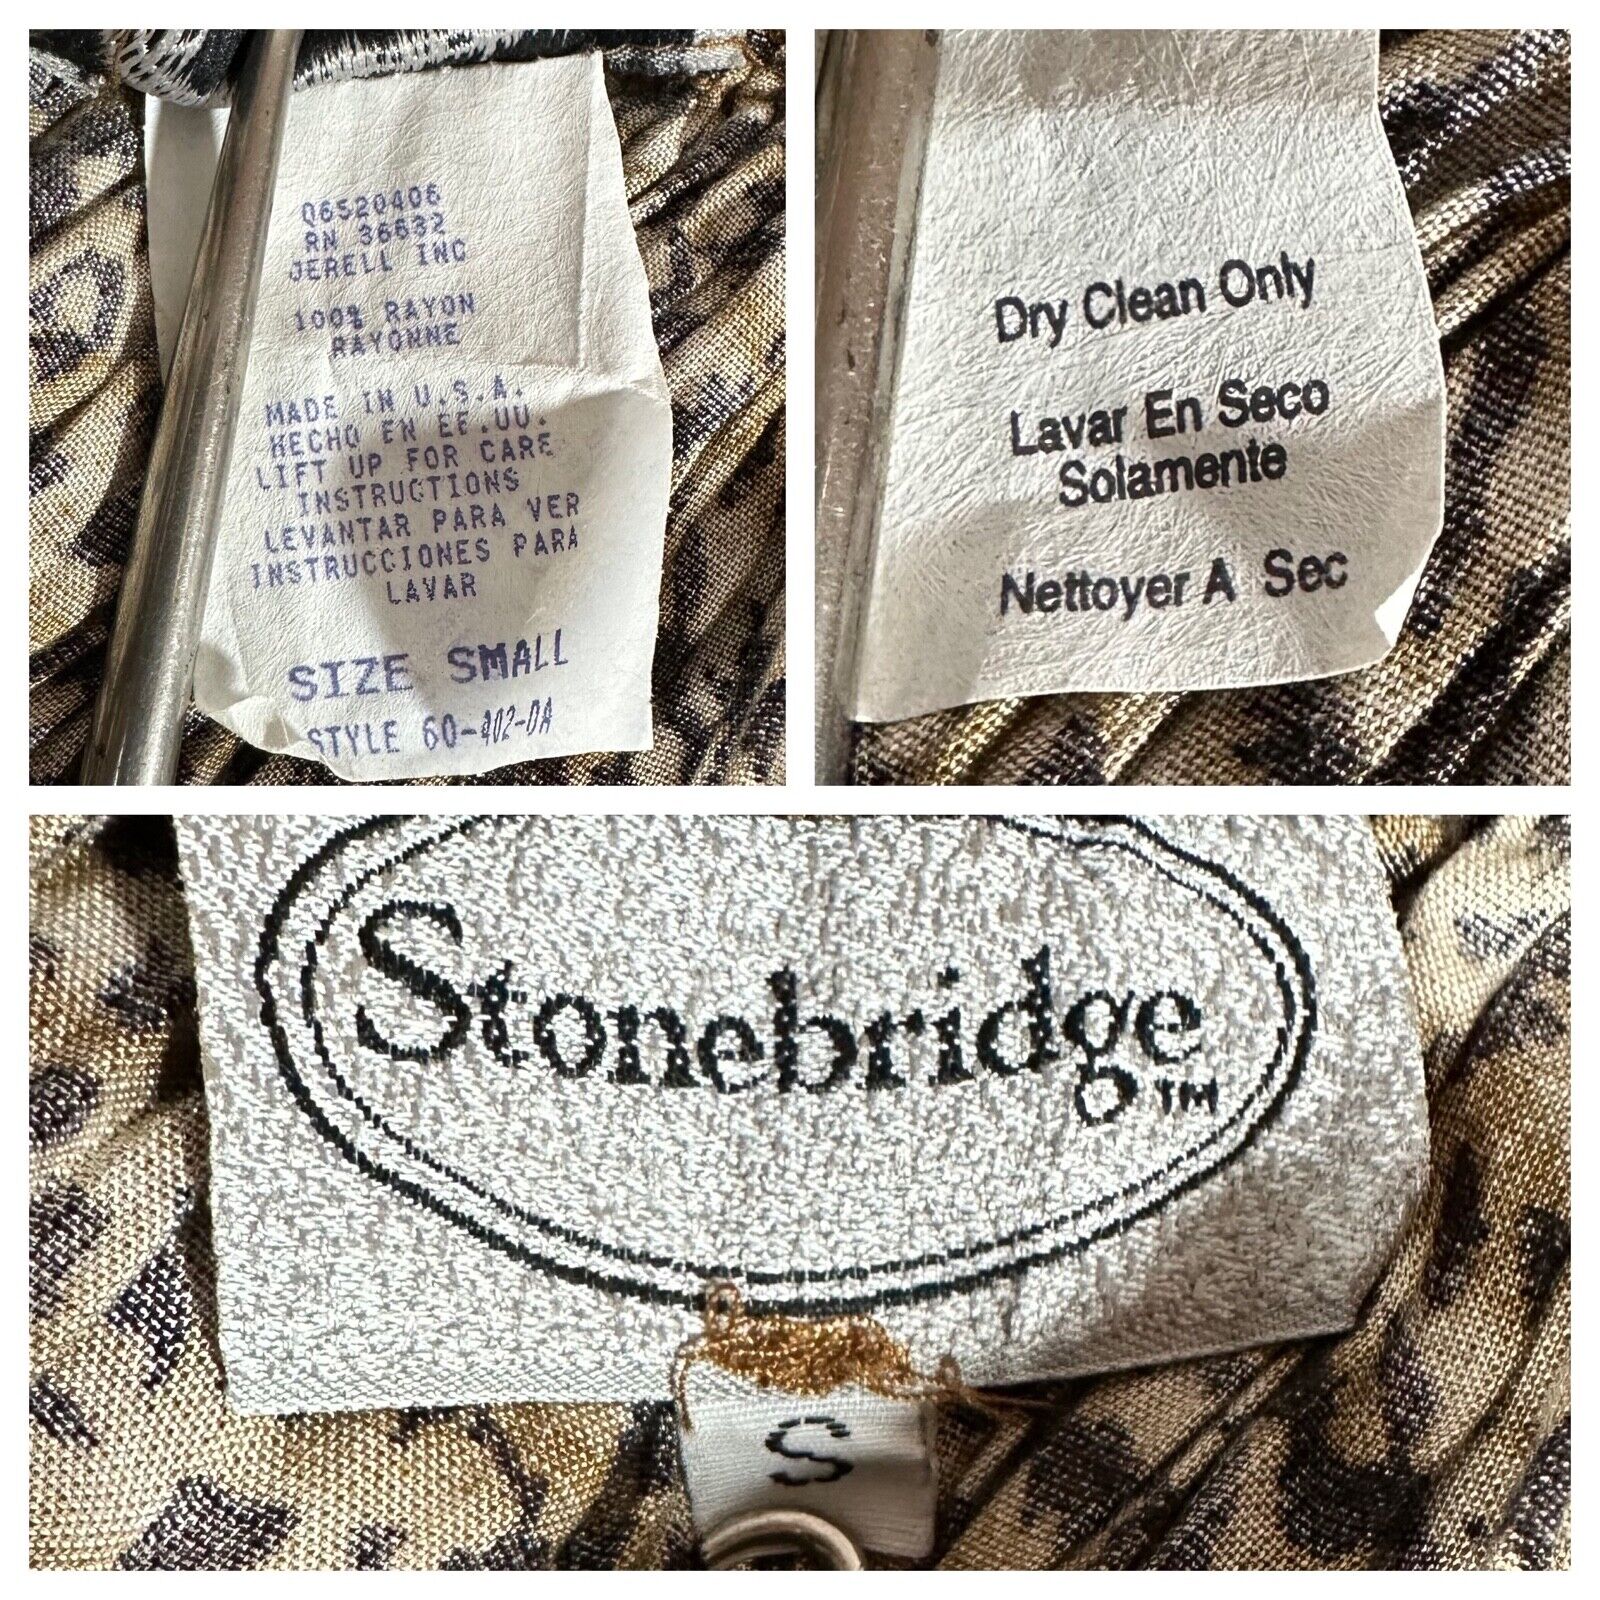 06520406
RN 36632
JERELL INC
100% RAYON
RAYONNE
MADE IN U.S.A.
HECHO EN EE.UU.
LIFT UP FOR CARE
INSTRUCTIONS
LEVANTAR PARA VER
INSTRUCCIONES PARA
LAVAR
SIZE SMALL
STYLE 60-402-DA
Dry Clean Only
Lavar En Seco
Solamente
Nettoyer A Sec
Stonebridge
TM
S